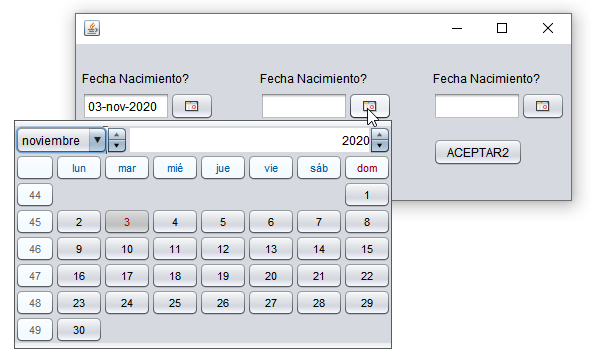 Fecha Nacimiento? Fecha Nacimiento? Fecha Nacimiento?
03-nov-2020
noviembre 2020
ACEPTAR2
lun mar mié jue vie sáb dom
44 1
45 2 3 4 5 6 7 8
46 9 10 11 12 13 14 15
47 16 17 18 19 20 21 22
48 23 24 25 26 27 28 29
49 30